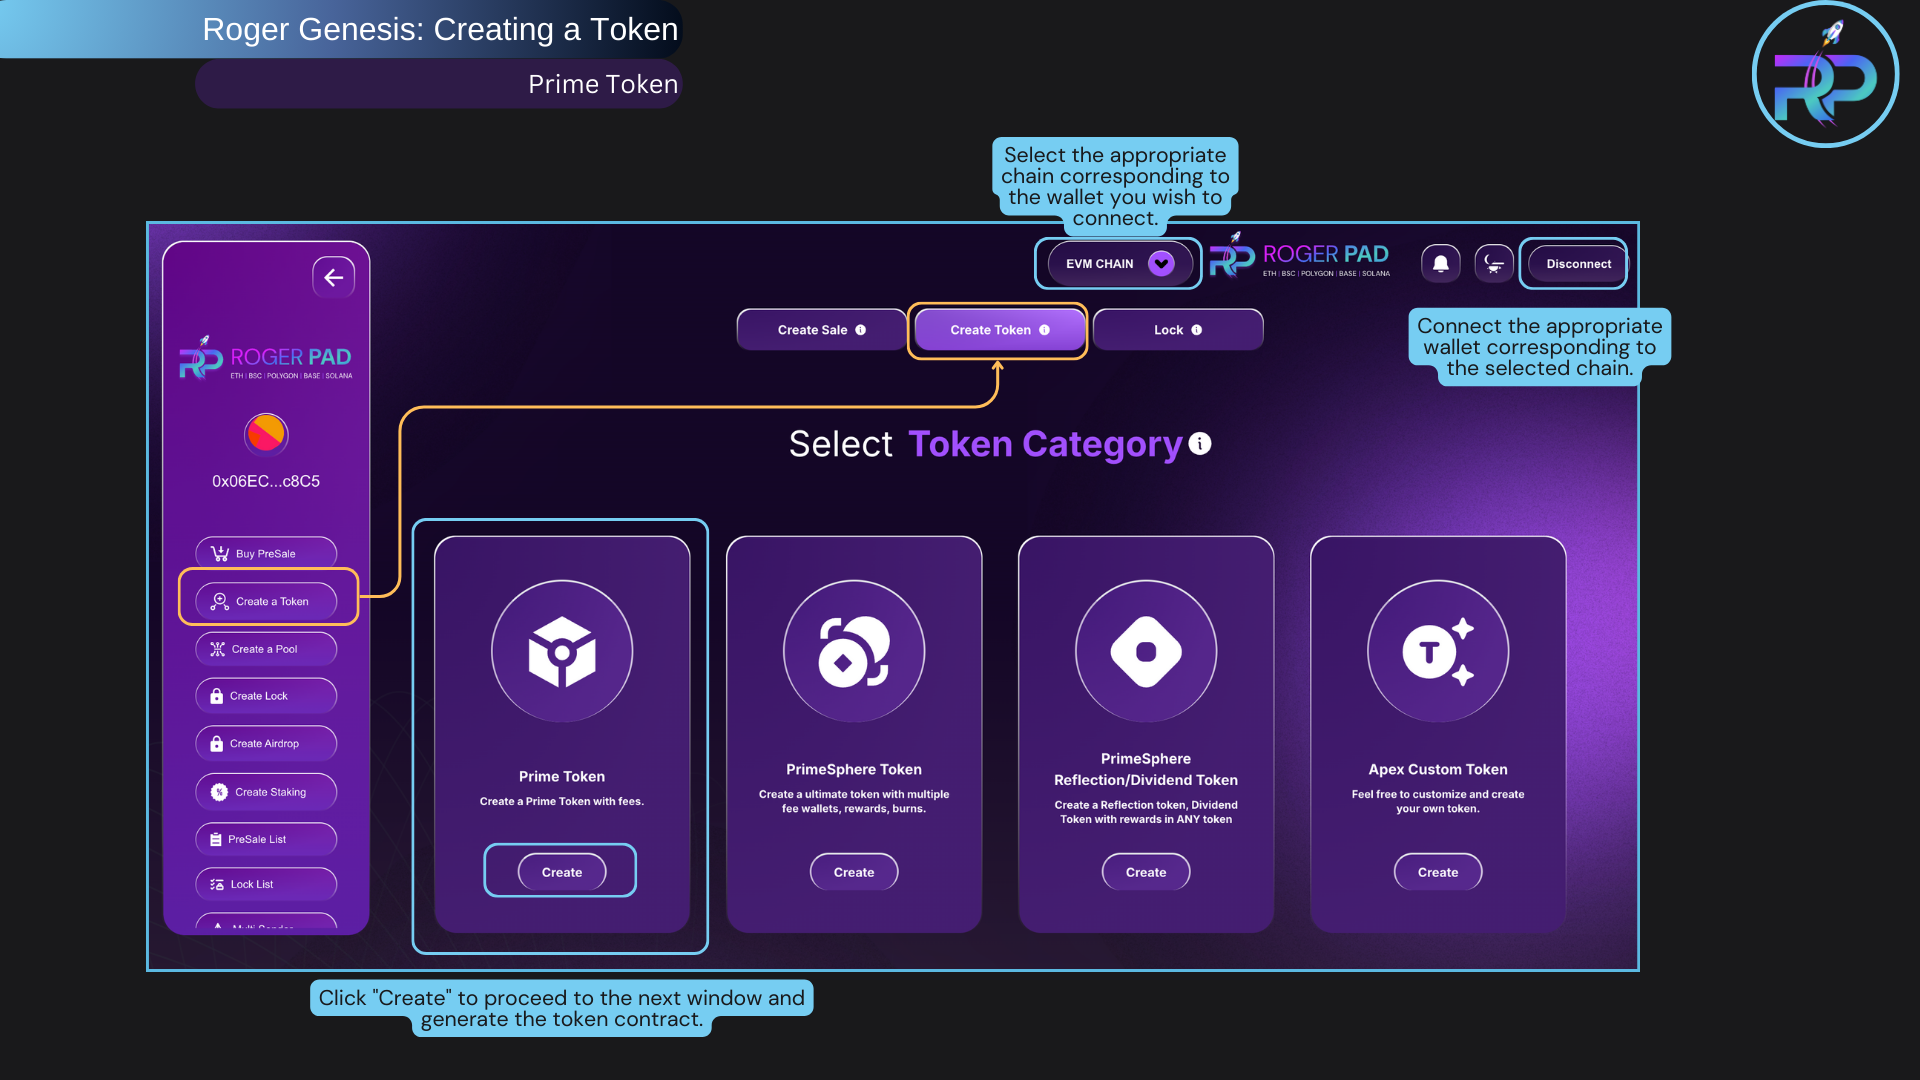 Roger Genesis: Creating a Token
Prime Token
RP
Select the appropriate
chain corresponding to
the wallet you wish to
connect.
EVM CHAIN
RP ROGER PAD
ETH | BSC | POLYGON | BASE | SOLANA
Disconnect
Create Sale
Create Token
Lock
Connect the appropriate
wallet corresponding to
the selected chain.
RP ROGER PAD
ETH | BSC | POLYGON | BASE | SOLANA
0x06EC...c8C5
Buy PreSale
Create a Token
Create a Pool
Create Lock
Create Airdrop
Create Staking
PreSale List
Lock List
Multi Sender
Select Token Category
Prime Token
Create a Prime Token with fees.
Create
PrimeSphere Token
Create a ultimate token with multiple
fee wallets, rewards, burns.
Create
PrimeSphere
Reflection/Dividend Token
Create a Reflection token, Dividend
Token with rewards in ANY token
Create
T
Apex Custom Token
Feel free to customize and create
your own token.
Create
Click "Create" to proceed to the next window and
generate the token contract.